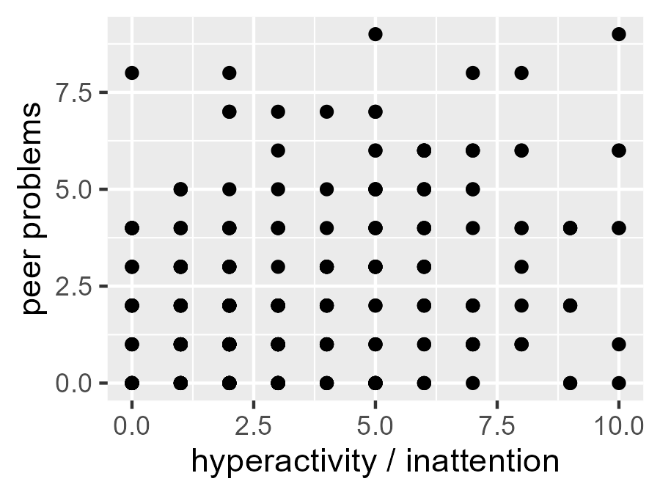 peer problems
7.5
5.0
2.5
0.0
0.0 2.5 5.0 7.5 10.0
hyperactivity / inattention